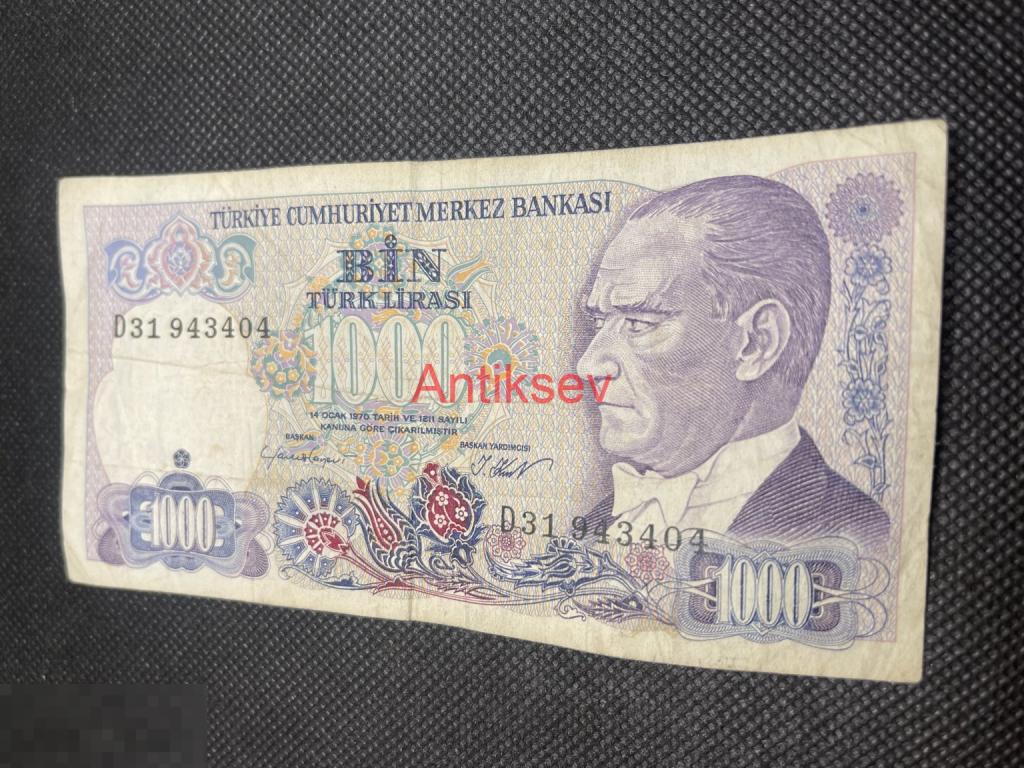 TÜRKİYE CUMHURİYET MERKEZ BANKASI
BİN
TÜRK LİRASI
D31 943404
1000
Antiksev
14 OCAK 1970 TARİH VE 1211 SAYILI
KANUNA GÖRE ÇIKARILMIŞTIR
BAŞKAN
BAŞKAN YARDIMCISI
1000
D31 943404
1000